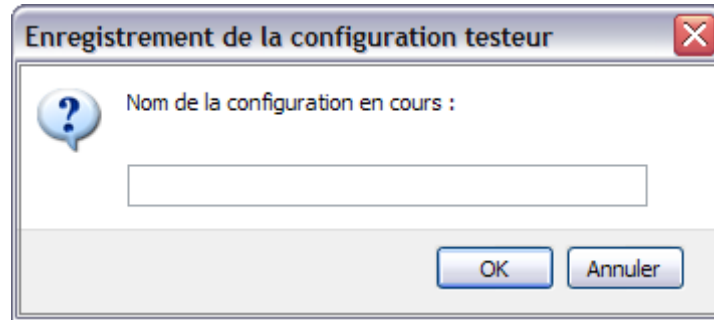 Enregistrement de la configuration testeur
Nom de la configuration en cours :
OK Annuler